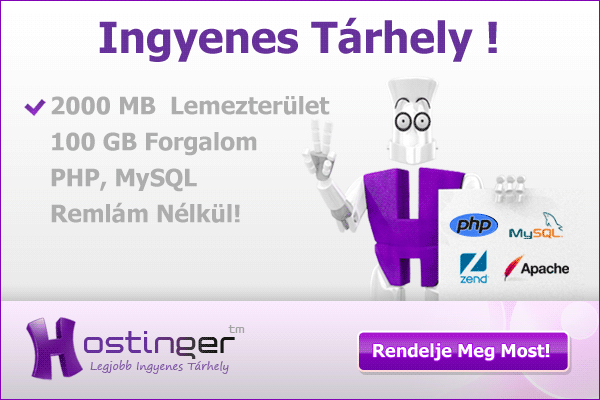 Ingyenes Tárhely !
2000 MB Lemezterület
100 GB Forgalom
PHP, MySQL
Remlám Nélkül!
php
MySQL
zend
Apache
Hostinger tm
Legjobb Ingyenes Tárhely
Rendelje Meg Most!